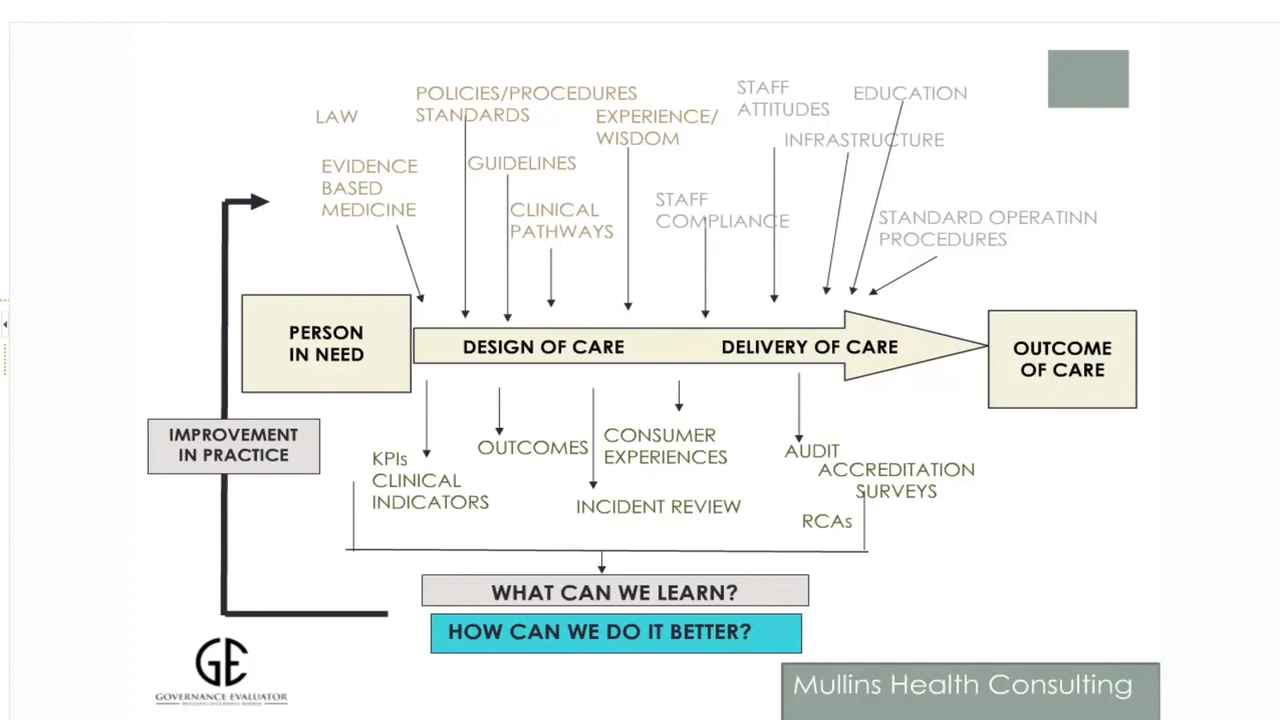 LAW
POLICIES/PROCEDURES
STANDARDS
EXPERIENCE/
WISDOM
STAFF
ATTITUDES
EDUCATION
INFRASTRUCTURE
EVIDENCE
BASED
MEDICINE
GUIDELINES
CLINICAL
PATHWAYS
STAFF
COMPLIANCE
STANDARD OPERATINN
PROCEDURES
PERSON
IN NEED
DESIGN OF CARE
DELIVERY OF CARE
OUTCOME
OF CARE
IMPROVEMENT
IN PRACTICE
KPIs
CLINICAL
INDICATORS
OUTCOMES
CONSUMER
EXPERIENCES
INCIDENT REVIEW
AUDIT
ACCREDITATION
SURVEYS
RCAs
WHAT CAN WE LEARN?
HOW CAN WE DO IT BETTER?
GE
GOVERNANCE EVALUATOR
Mullins Health Consulting